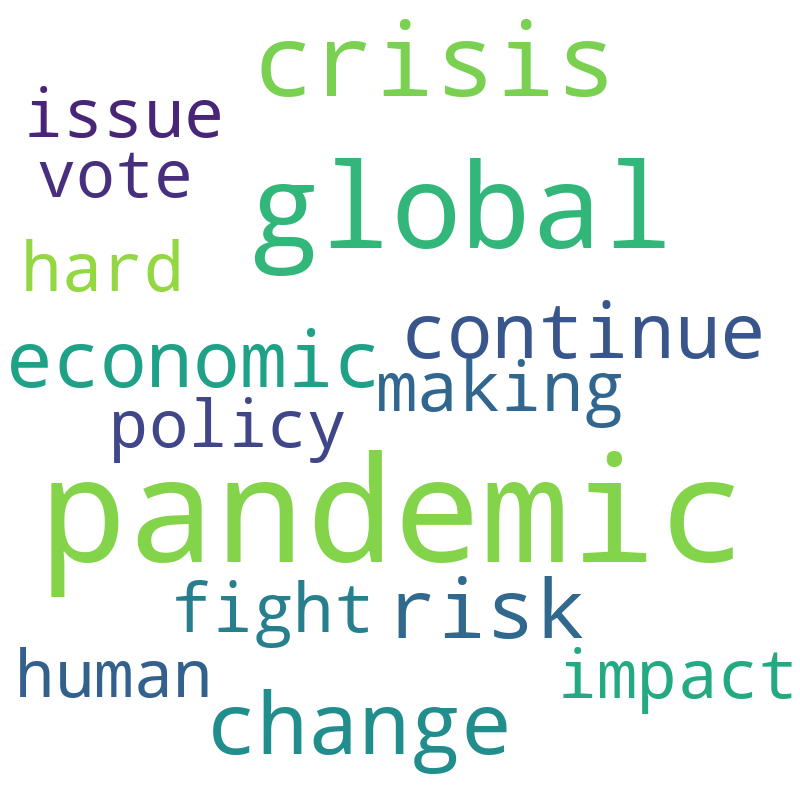 crisis
issue
vote
global
hard
continue
economic
making
policy
pandemic
fight
risk
human
impact
change